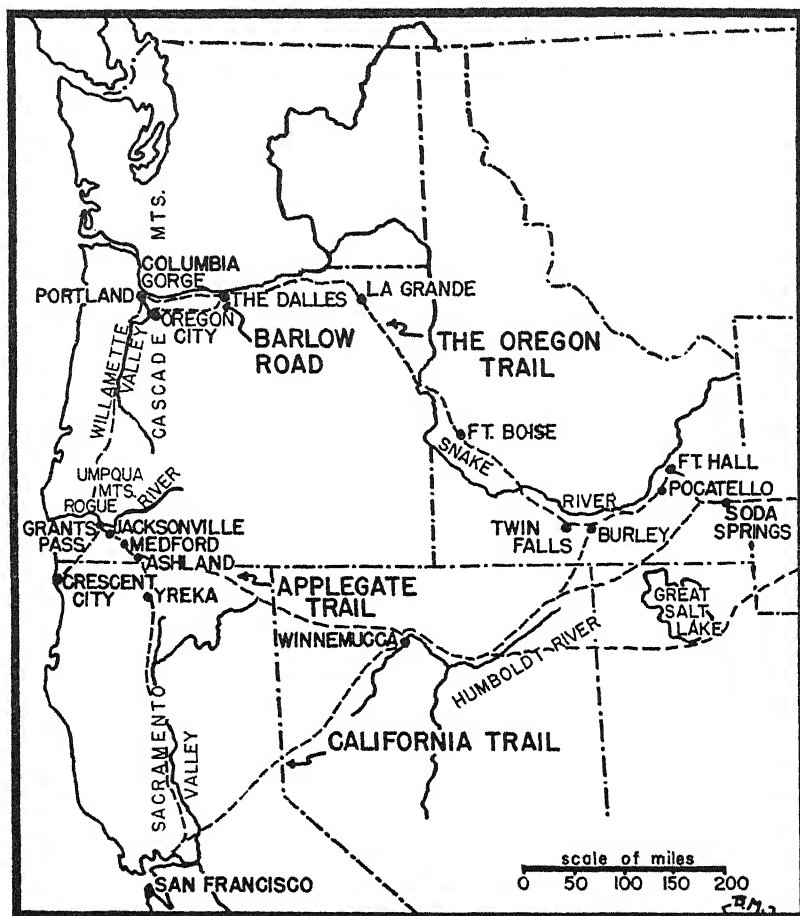 CASCADE MTS.
COLUMBIA
GORGE
PORTLAND
THE DALLES
LA GRANDE
OREGON
CITY
BARLOW
ROAD
THE OREGON
TRAIL
WILLAMETTE
VALLEY
FT. BOISE
SNAKE
RIVER
FT. HALL
POCATELLO
SODA
SPRINGS
UMPQUA
MTS.
ROGUE RIVER
GRANTS
PASS
JACKSONVILLE
MEDFORD
ASHLAND
TWIN
FALLS
BURLEY
CRESCENT
CITY
YREKA
APPLEGATE
TRAIL
GREAT
SALT
LAKE
WINNEMUCCA
HUMBOLDT RIVER
CALIFORNIA TRAIL
SACRAMENTO
VALLEY
SAN FRANCISCO
scale of miles
0 50 100 150 200